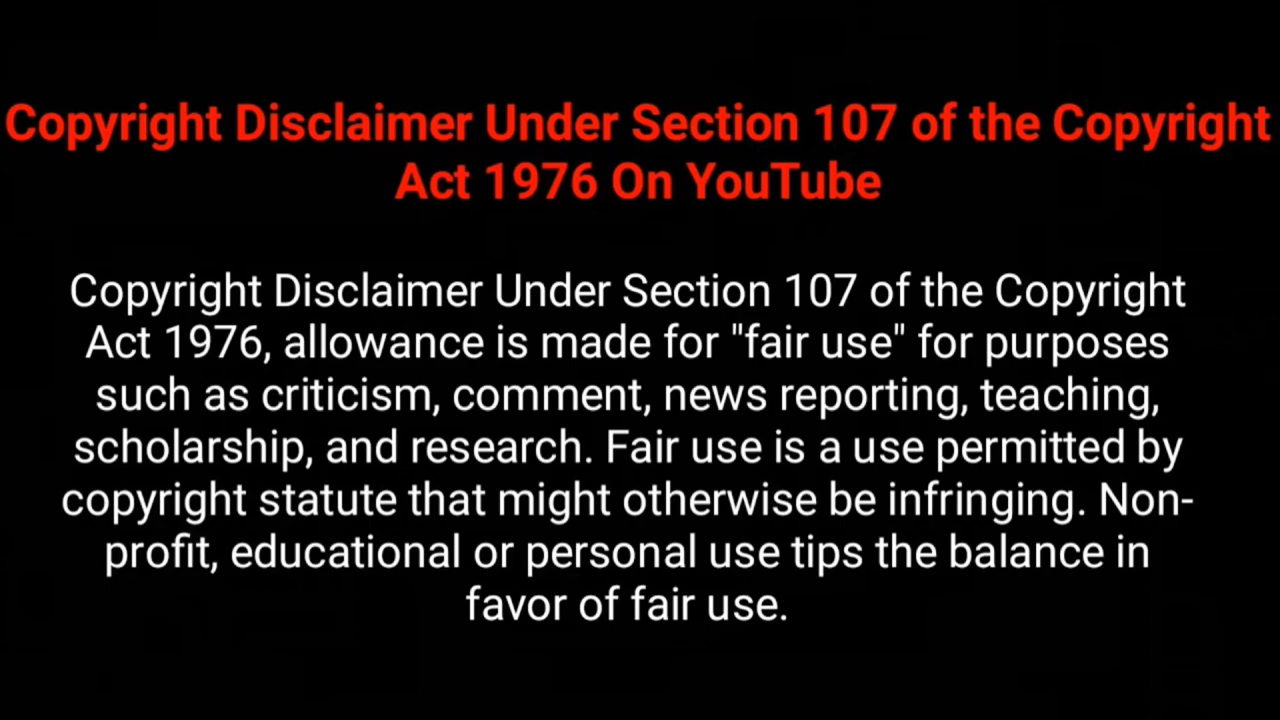 Copyright Disclaimer Under Section 107 of the Copyright
Act 1976 On YouTube
Copyright Disclaimer Under Section 107 of the Copyright
Act 1976, allowance is made for "fair use" for purposes
such as criticism, comment, news reporting, teaching,
scholarship, and research. Fair use is a use permitted by
copyright statute that might otherwise be infringing. Non-
profit, educational or personal use tips the balance in
favor of fair use.